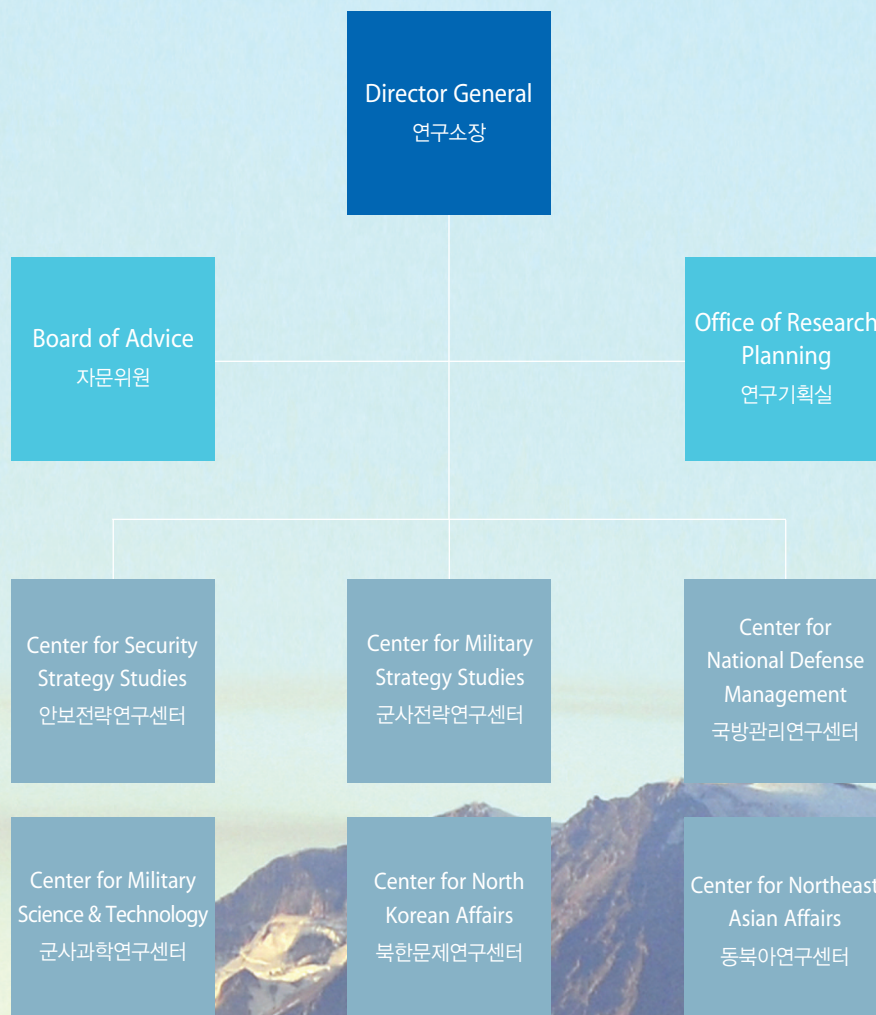 Director General
연구소장
Board of Advice
자문위원
Office of Research
Planning
연구기획실
Center for Security
Strategy Studies
안보전략연구센터
Center for Military
Strategy Studies
군사전략연구센터
Center for
National Defense
Management
국방관리연구센터
Center for Military
Science & Technology
군사과학연구센터
Center for North
Korean Affairs
북한문제연구센터
Center for Northeast
Asian Affairs
동북아연구센터